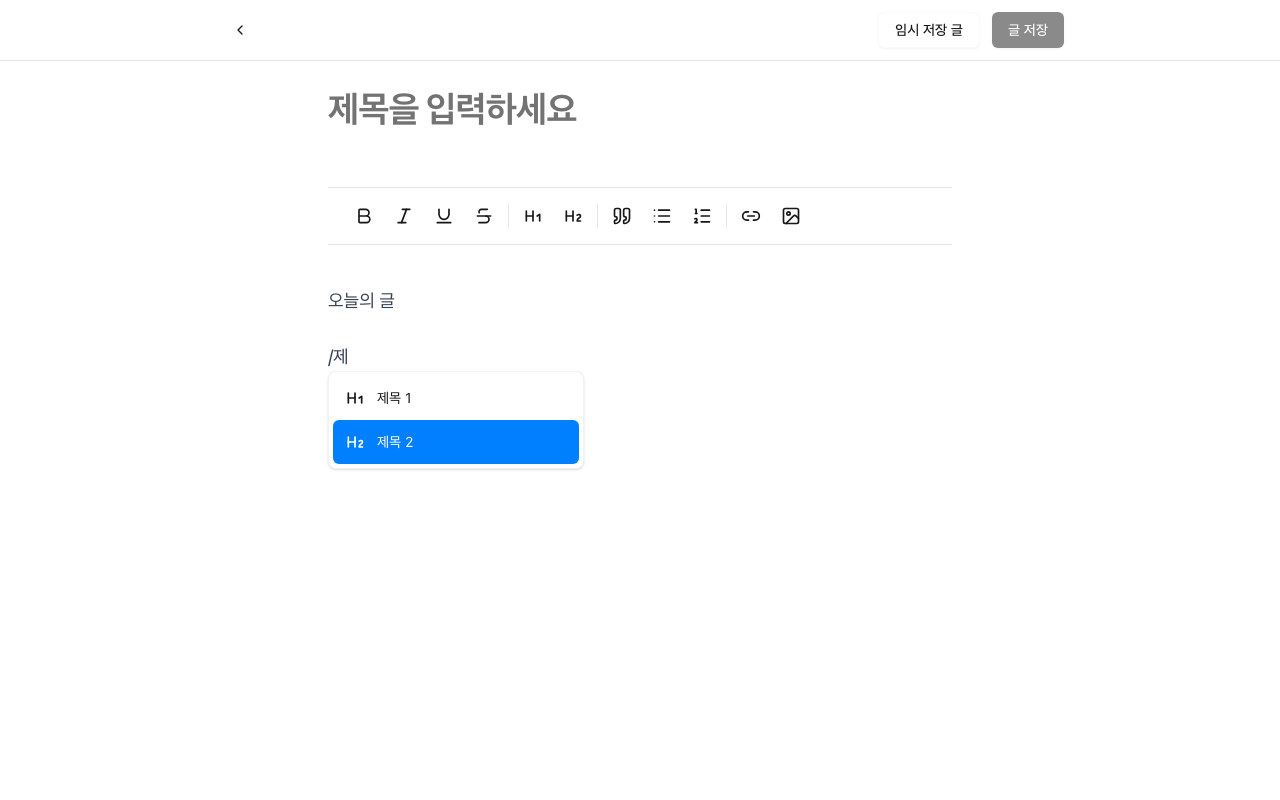 임시 저장 글 글 저장
제목을 입력하세요
B I U S H1 H2
오늘의 글
/제
H1 제목 1
H2 제목 2